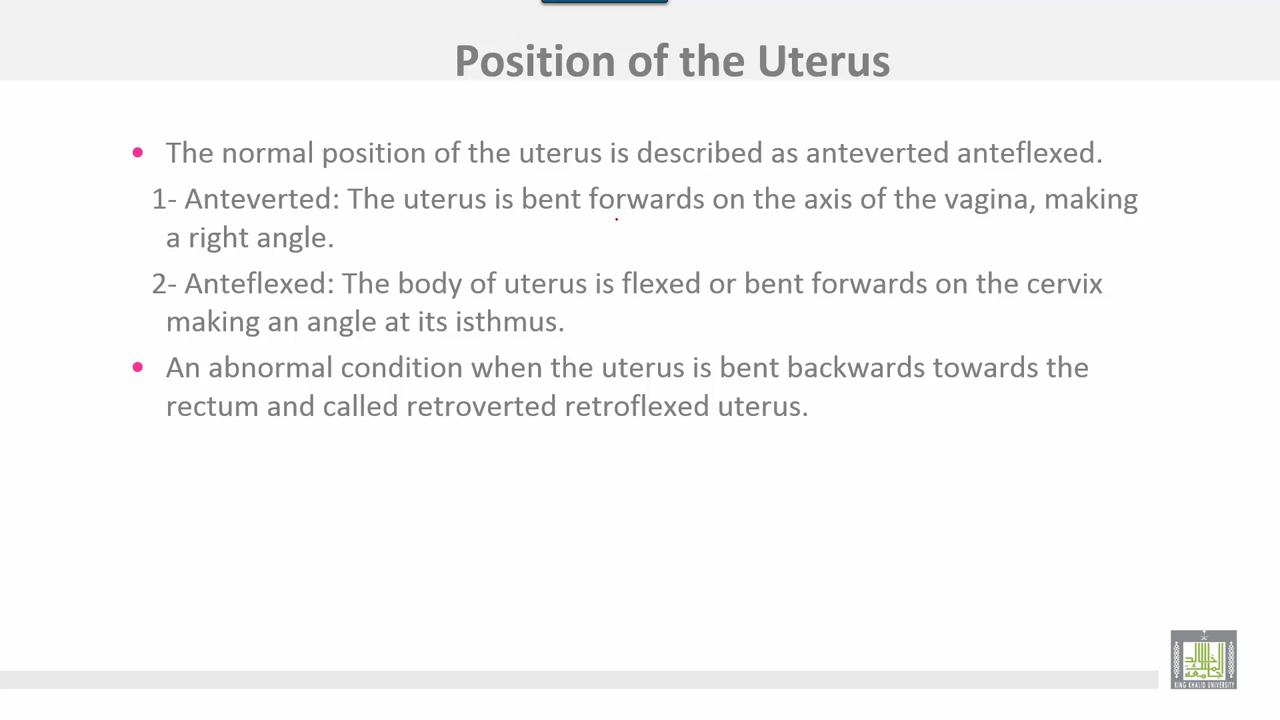 Position of the Uterus
• The normal position of the uterus is described as anteverted anteflexed.
1- Anteverted: The uterus is bent forwards on the axis of the vagina, making
a right angle.
2- Anteflexed: The body of uterus is flexed or bent forwards on the cervix
making an angle at its isthmus.
• An abnormal condition when the uterus is bent backwards towards the
rectum and called retroverted retroflexed uterus.
KING KHALID UNIVERSITY